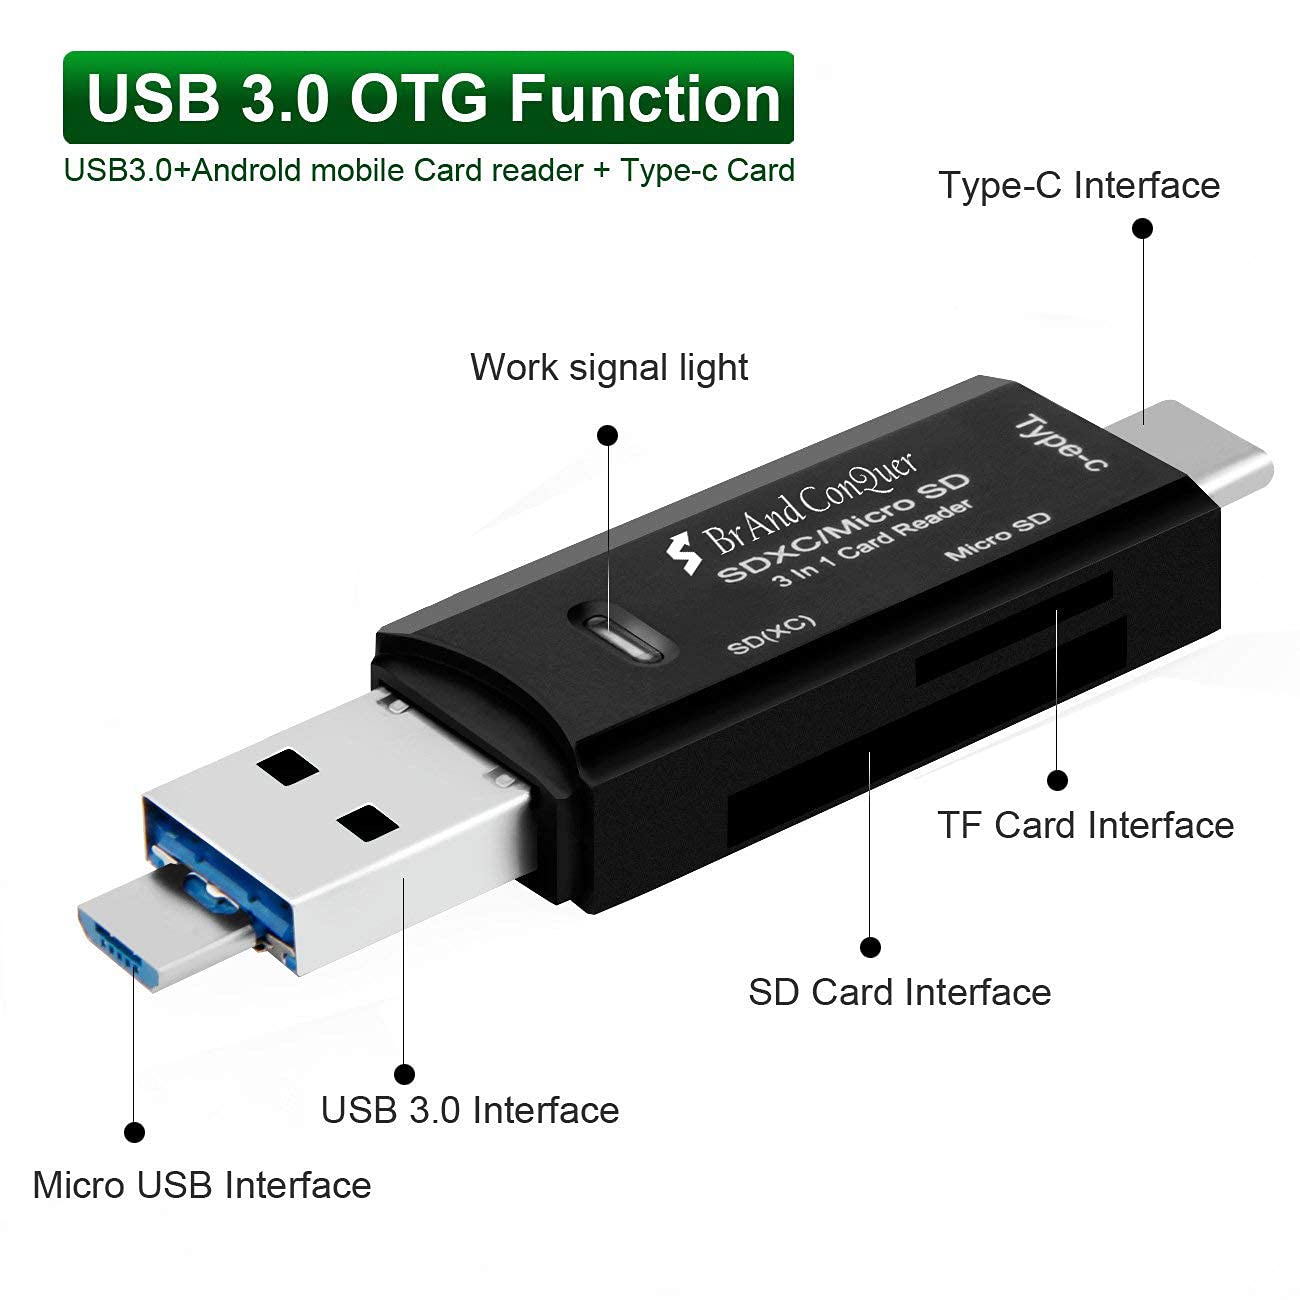 USB 3.0 OTG Function
USB3.0+Androld mobile Card reader + Type-c Card
Type-C Interface
Work signal light
Type-c
BrAndConQuer
SDXC/Micro SD
3 In 1 Card Reader
Micro SD
SD(XC)
TF Card Interface
SD Card Interface
USB 3.0 Interface
Micro USB Interface